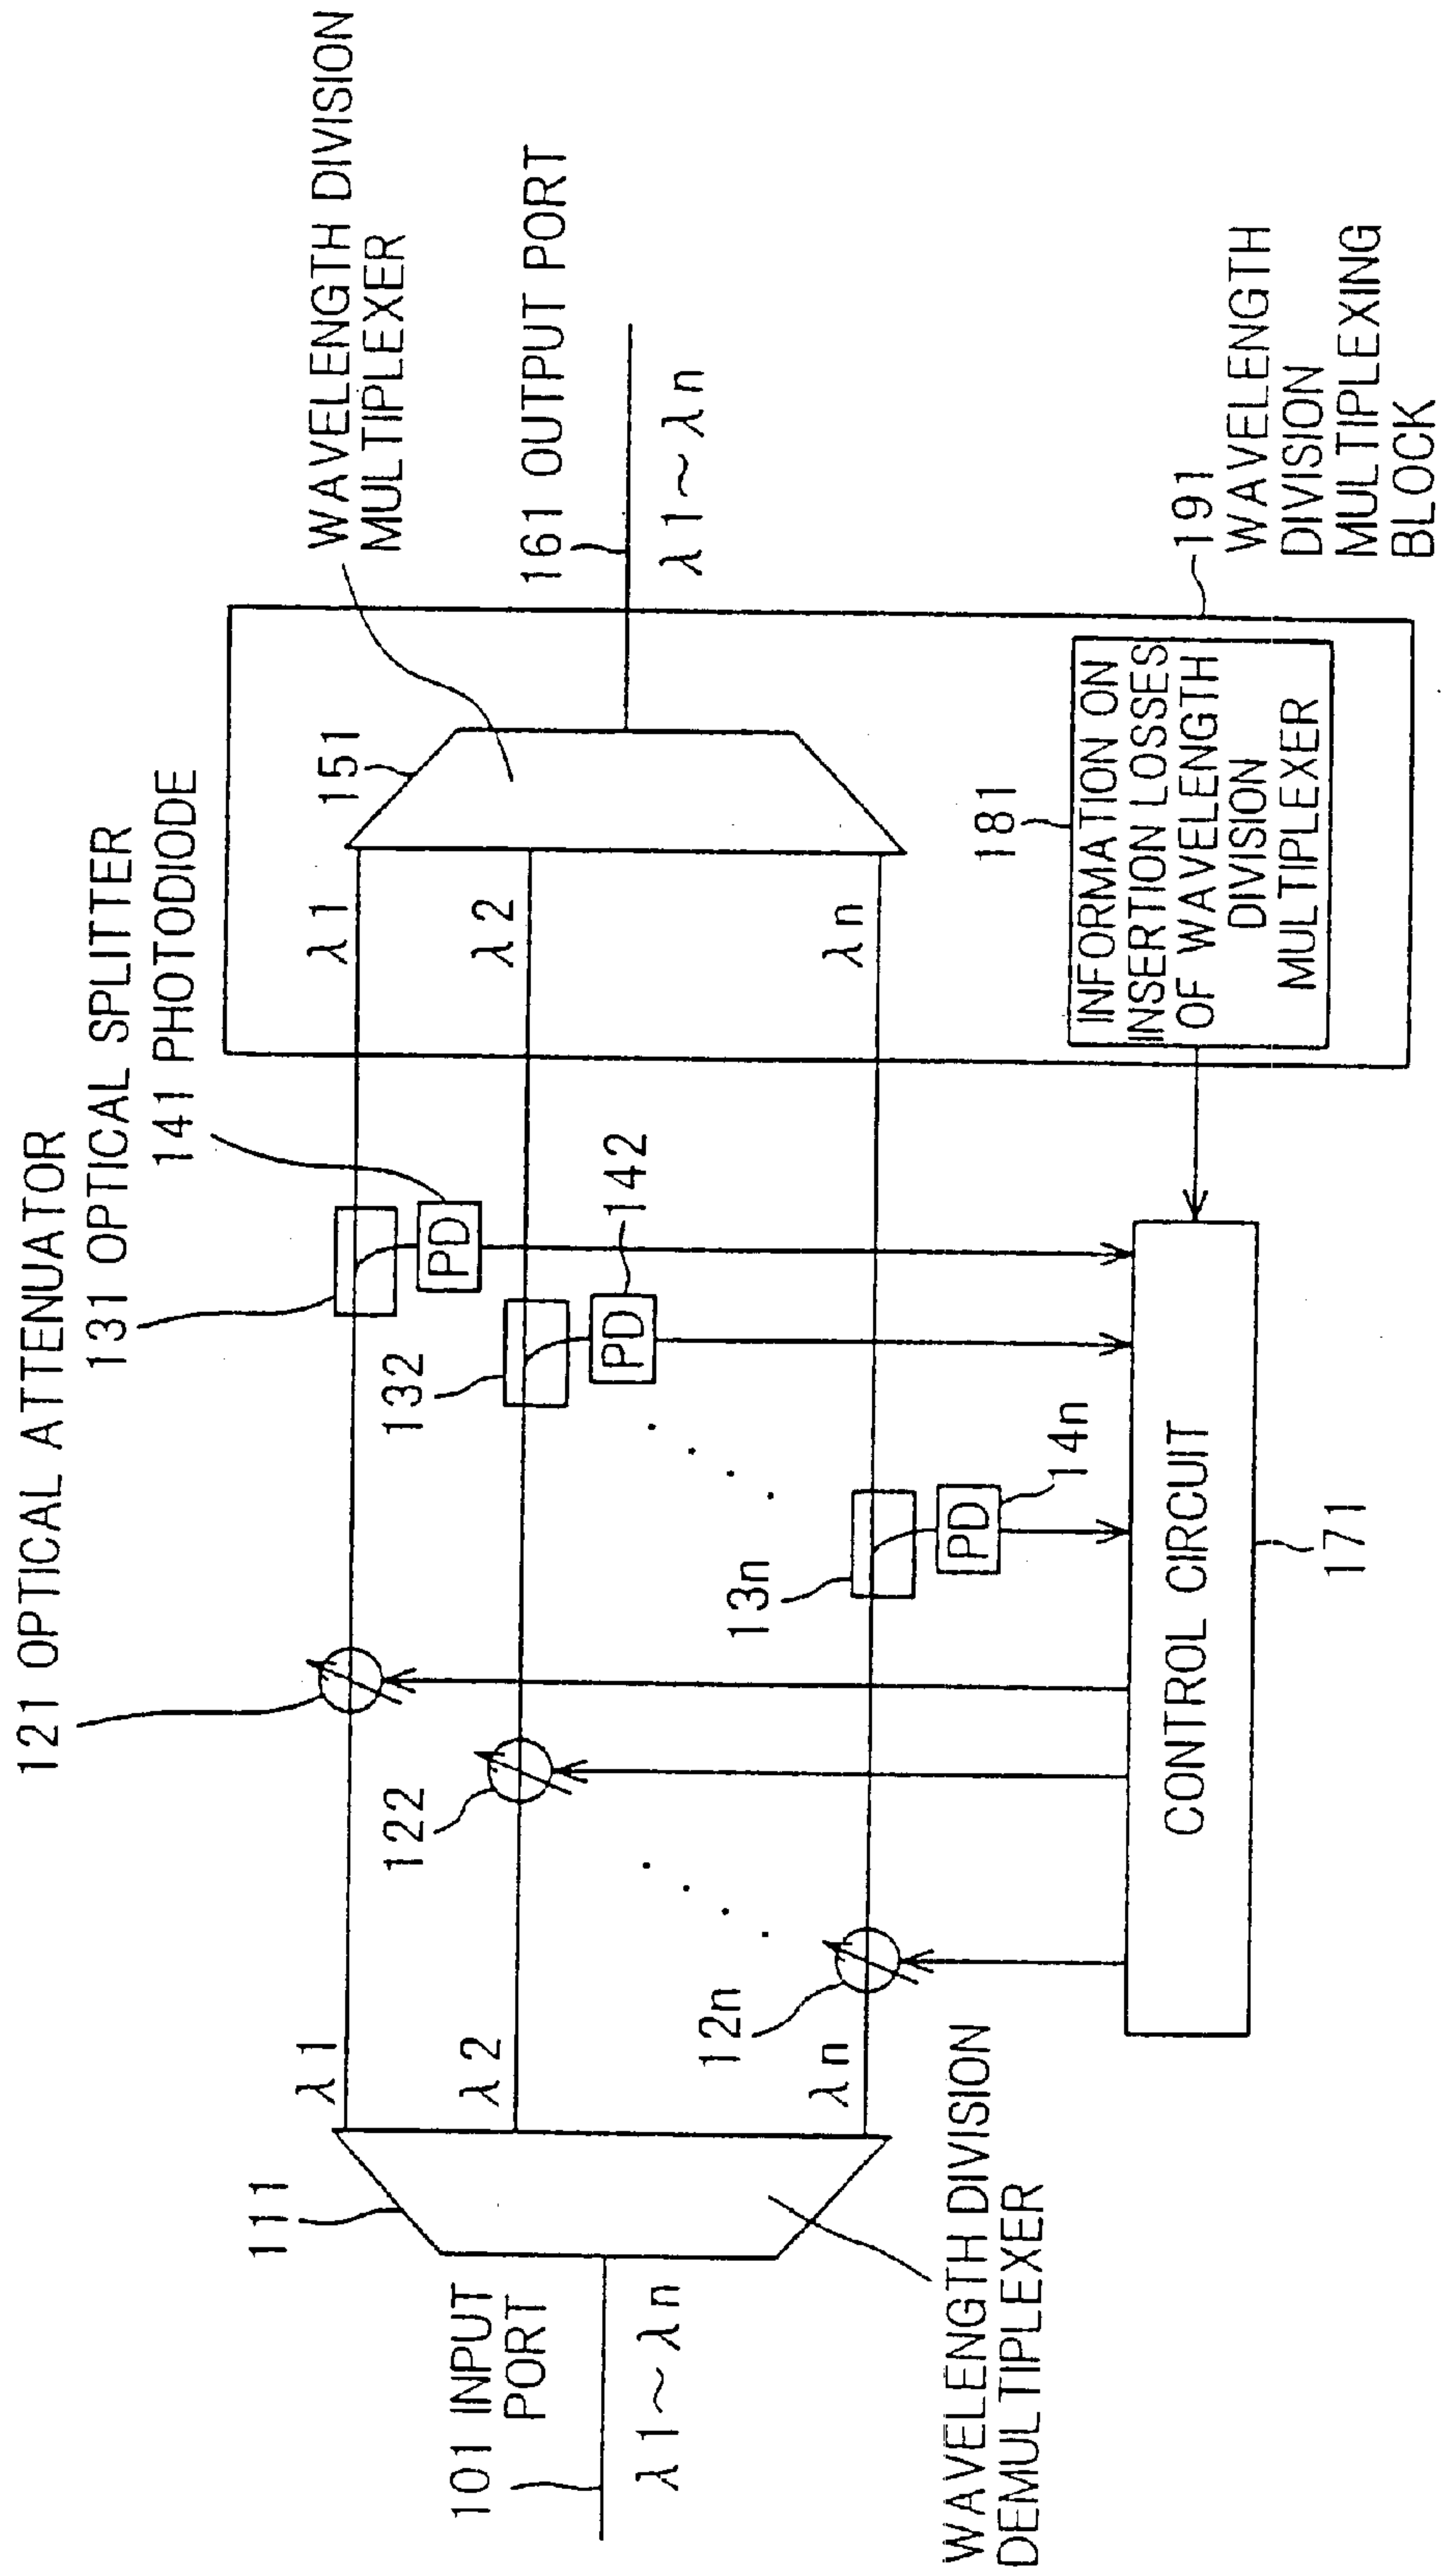 121 OPTICAL ATTENUATOR
131 OPTICAL SPLITTER
141 PHOTODIODE
WAVELENGTH DIVISION
MULTIPLEXER
111
λ1
λ1
151
101 INPUT
PORT
λ1~λn
λ2
122
132
PD
142
PD
λ2
161 OUTPUT PORT
λ1~λn
λn
12n
13n
PD
14n
λn
WAVELENGTH DIVISION
DEMULTIPLEXER
CONTROL CIRCUIT
171
181
INFORMATION ON
INSERTION LOSSES
OF WAVELENGTH
DIVISION
MULTIPLEXER
191
WAVELENGTH
DIVISION
MULTIPLEXING
BLOCK